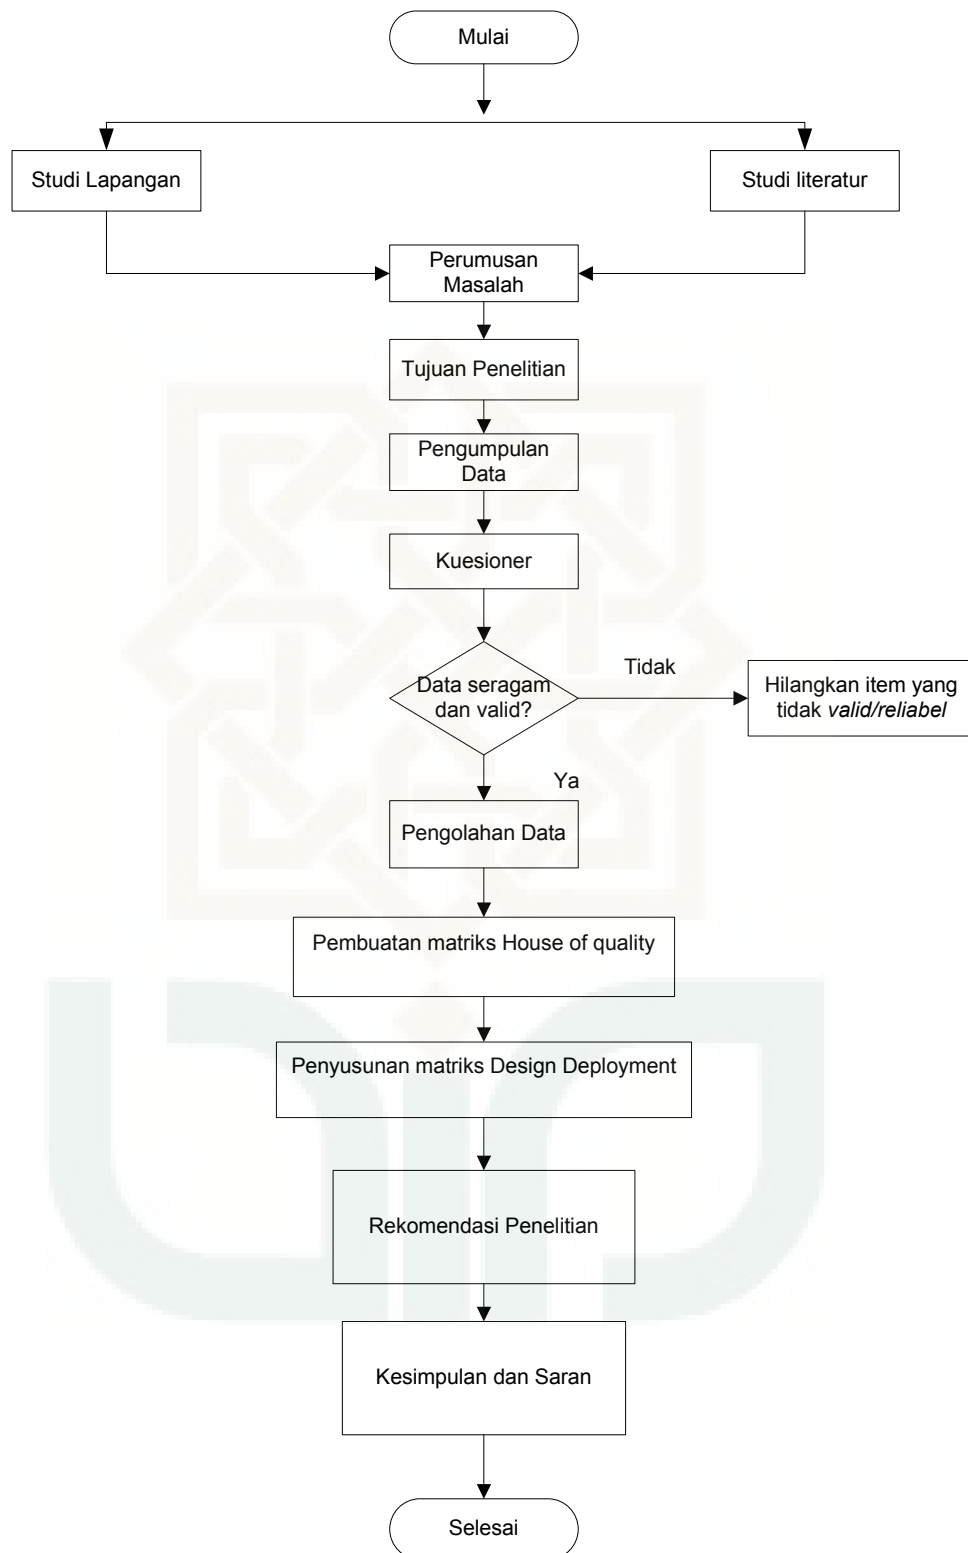 Mulai
Studi Lapangan
Studi literatur
Perumusan
Masalah
Tujuan Penelitian
Pengumpulan
Data
Kuesioner
Data seragam
dan valid?
Tidak
Hilangkan item yang
tidak valid/reliabel
Ya
Pengolahan Data
Pembuatan matriks House of quality
Penyusunan matriks Design Deployment
Rekomendasi Penelitian
Kesimpulan dan Saran
Selesai